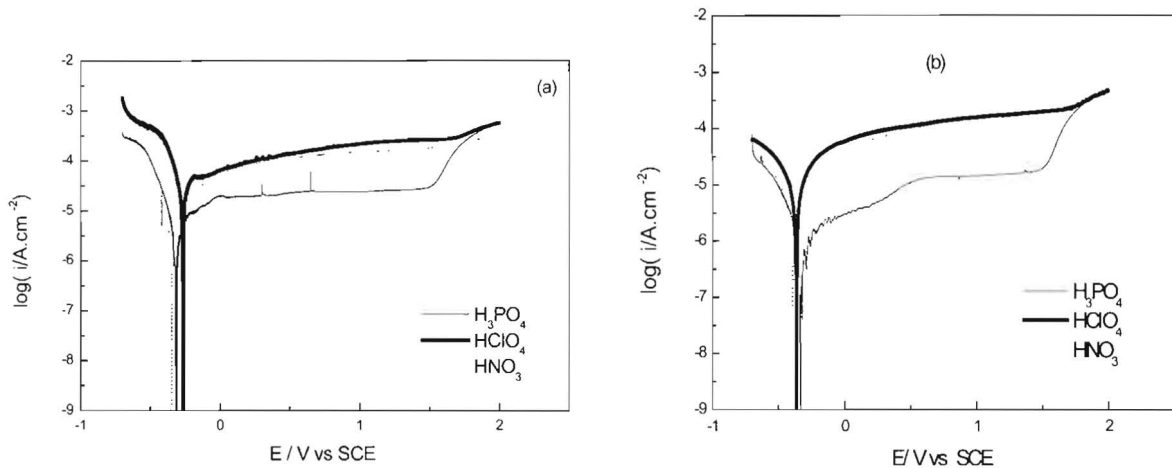 (a)
-2
-3
-4
-5
-6
-7
-8
-9
log( i/A.cm⁻²)
H₃PO₄
HClO₄
HNO₃
-1
0
1
2
E / V vs SCE
(b)
-2
-3
-4
-5
-6
-7
-8
-9
log( i/A.cm⁻²)
H₃PO₄
HClO₄
HNO₃
-1
0
1
2
E / V vs SCE